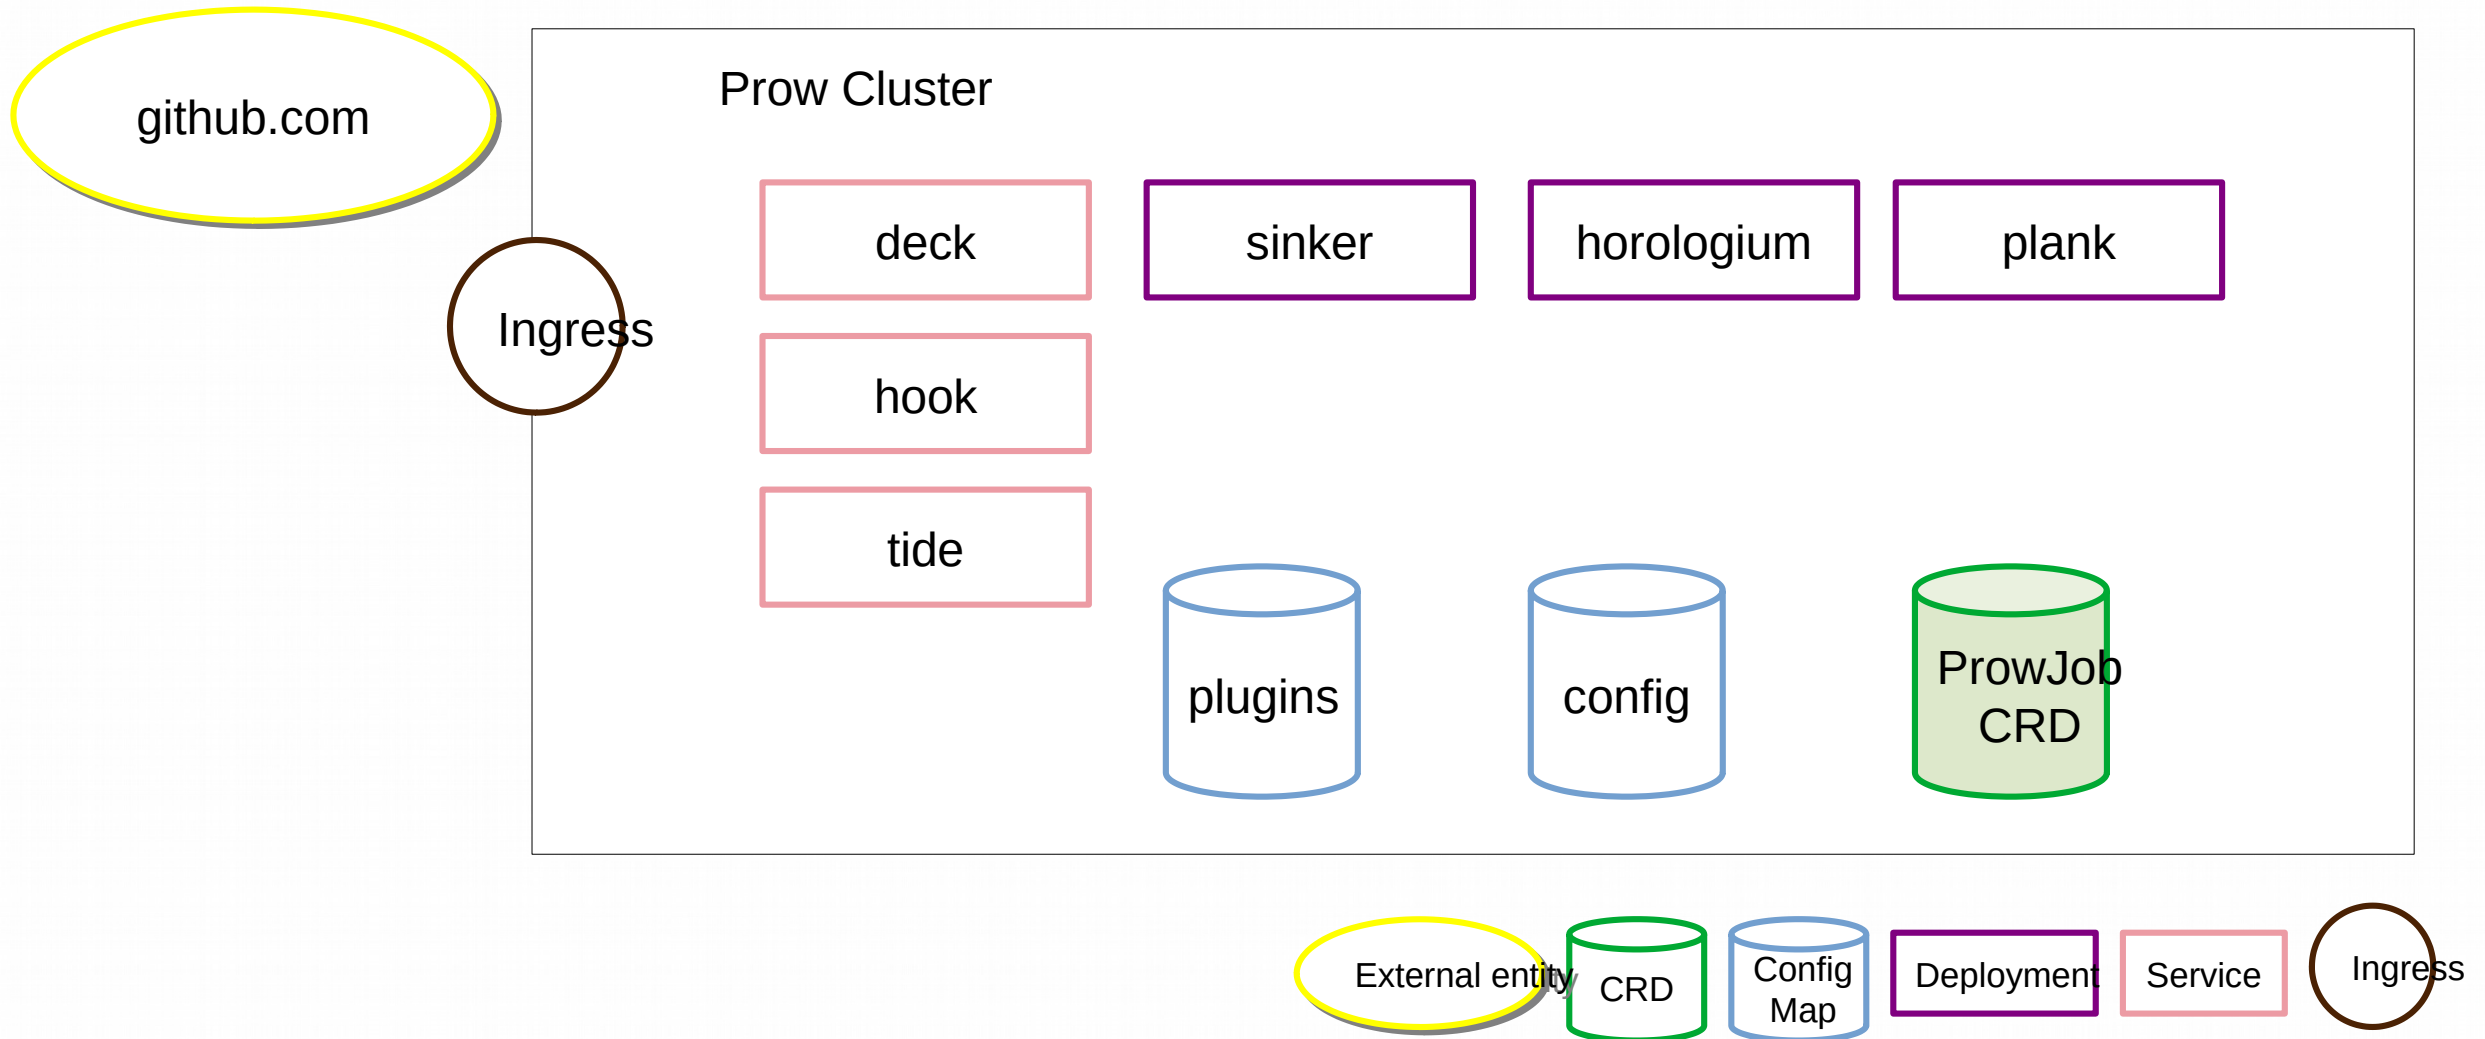 github.com
Prow Cluster
deck
sinker
horologium
plank
Ingress
hook
tide
plugins
config
ProwJob
CRD
External entity
CRD
Config
Map
Deployment
Service
Ingress